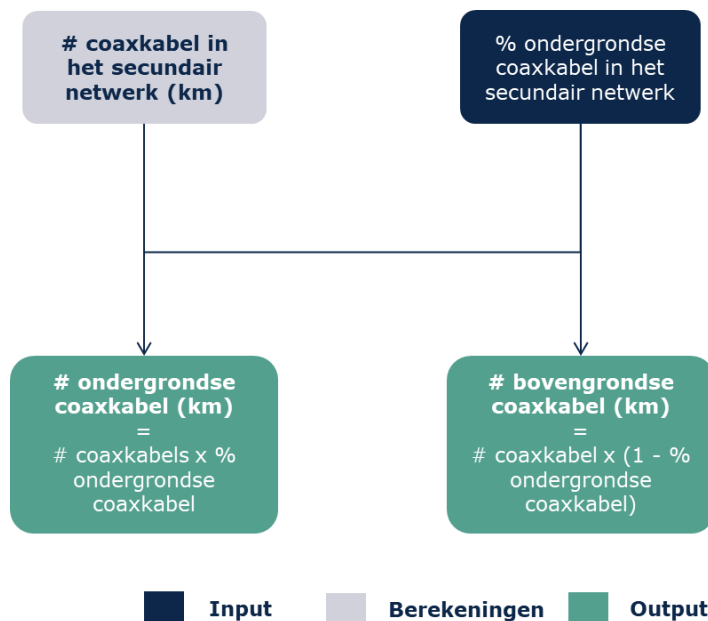 # coaxkabel in
het secundair
netwerk (km)
% ondergrondse
coaxkabel in het
secundair netwerk
# ondergrondse
coaxkabel (km)
=
# coaxkabels x %
ondergrondse
coaxkabel
# bovengrondse
coaxkabel (km)
=
# coaxkabel x (1 - %
ondergrondse
coaxkabel)
Input
Berekeningen
Output